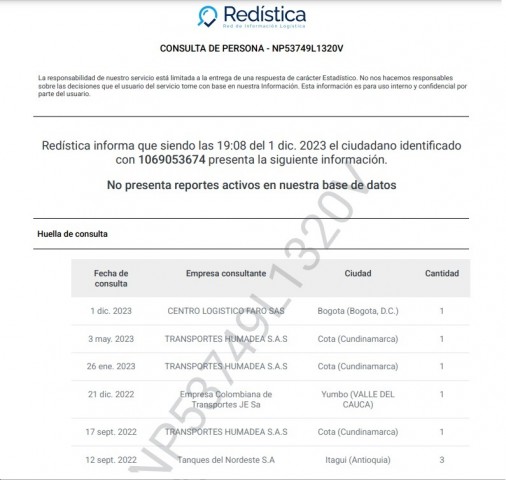 Redística
Red de Información Logística
CONSULTA DE PERSONA - NP53749L1320V
La responsabilidad de nuestro servicio está limitada a la entrega de una respuesta de carácter Estadístico. No nos hacemos responsables
sobre las decisiones que el usuario del servicio tome con base en nuestra Información. Esta información es para uso interno y confidencial por
parte del usuario.
Redística informa que siendo las 19:08 del 1 dic. 2023 el ciudadano identificado
con 1069053674 presenta la siguiente información.
No presenta reportes activos en nuestra base de datos
Huella de consulta
Fecha de consulta Empresa consultante Ciudad Cantidad
1 dic. 2023 CENTRO LOGISTICO FARO SAS Bogota (Bogota, D.C.) 1
3 may. 2023 TRANSPORTES HUMADEA S.A.S Cota (Cundinamarca) 1
26 ene. 2023 TRANSPORTES HUMADEA S.A.S Cota (Cundinamarca) 1
21 dic. 2022 Empresa Colombiana de Transportes JE Sa Yumbo (VALLE DEL CAUCA) 1
17 sept. 2022 TRANSPORTES HUMADEA S.A.S Cota (Cundinamarca) 1
12 sept. 2022 Tanques del Nordeste S.A Itagui (Antioquia) 3
NP53749L1320V